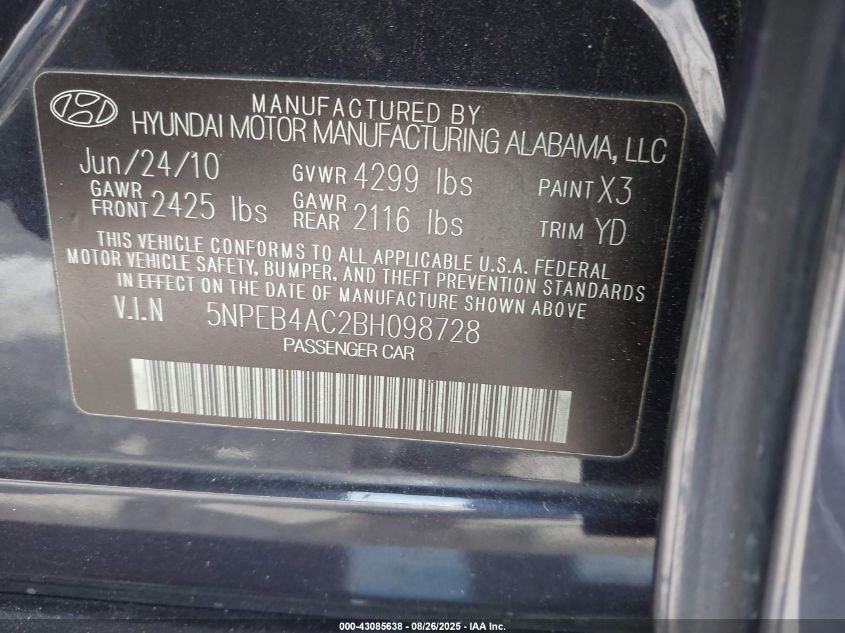 MANUFACTURED BY
HYUNDAI MOTOR MANUFACTURING ALABAMA, LLC
Jun/24/10 GVWR 4299 lbs PAINT X3
GAWR FRONT 2425 lbs GAWR REAR 2116 lbs TRIM YD
THIS VEHICLE CONFORMS TO ALL APPLICABLE U.S.A. FEDERAL
MOTOR VEHICLE SAFETY, BUMPER, AND THEFT PREVENTION STANDARDS
IN EFFECT ON THE DATE OF MANUFACTURE SHOWN ABOVE
V.I.N 5NPEB4AC2BH098728
PASSENGER CAR
000-43085638 - 08/26/2025 - IAA Inc.